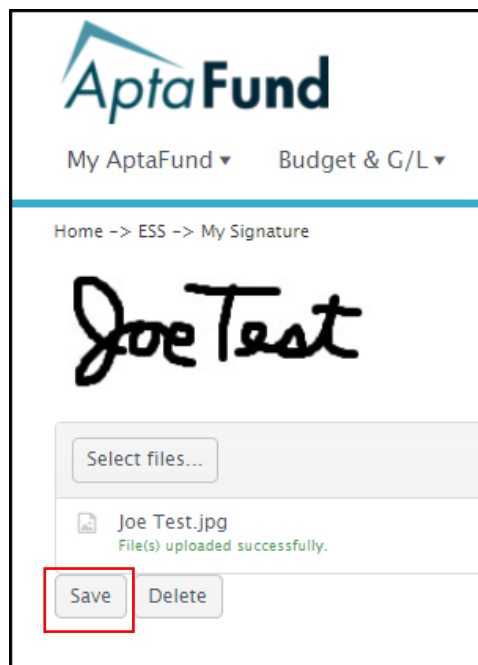 AptaFund
My AptaFund ▾ Budget & G/L ▾
Home -> ESS -> My Signature
Joe Test
Select files...
Joe Test.jpg
File(s) uploaded successfully.
Save Delete